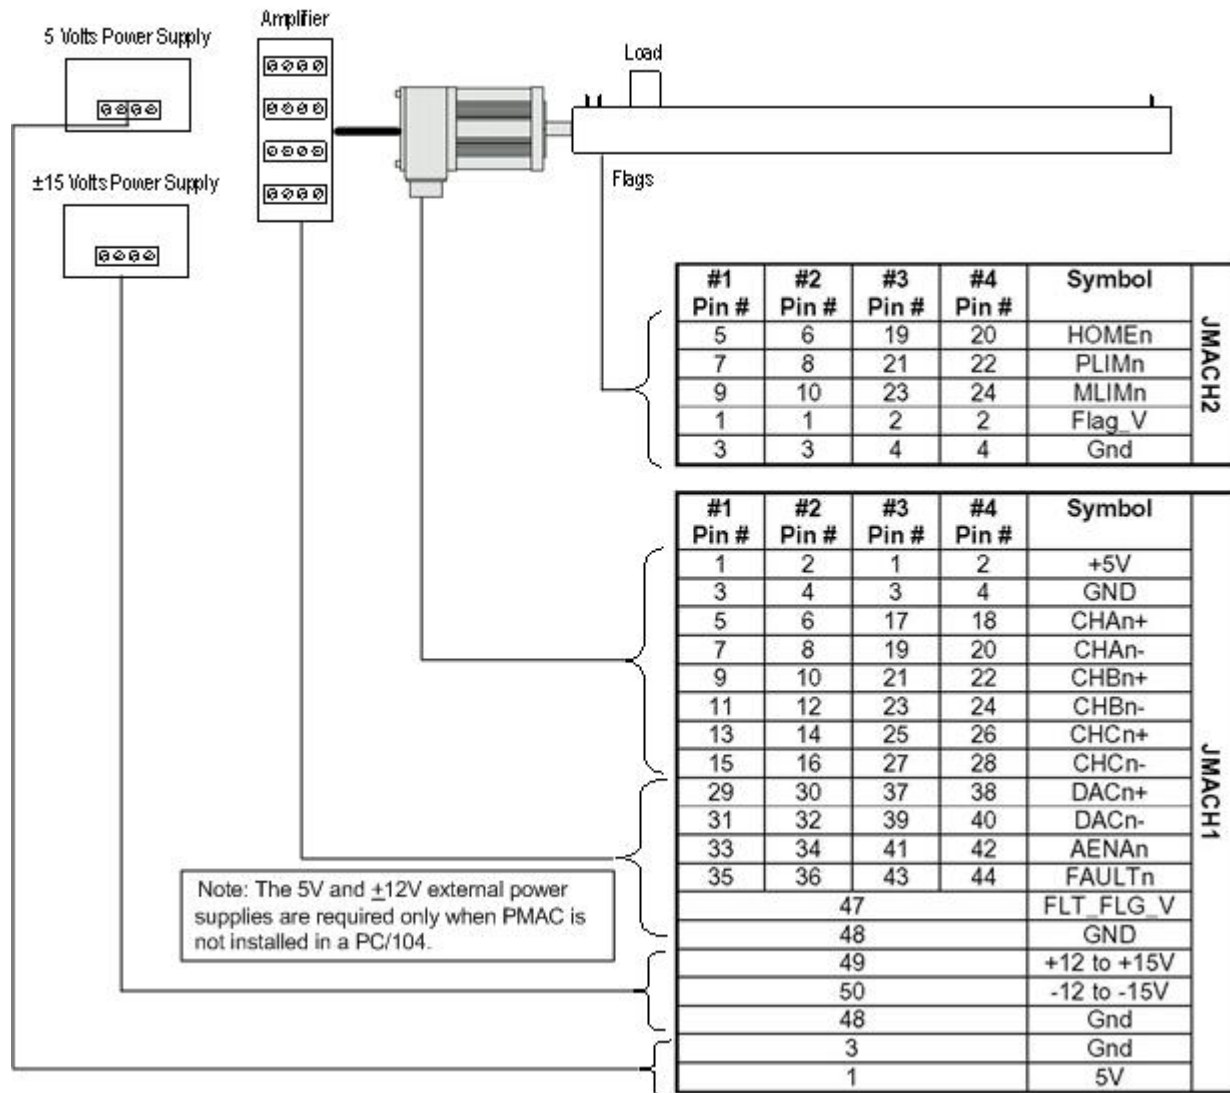 Amplifier
5 Volts Power Supply
Load
±15 Volts Power Supply
Flags
#1 #2 #3 #4 Symbol
Pin # Pin # Pin # Pin #
5 6 19 20 HOMEn
7 8 21 22 PLIMn
9 10 23 24 MLIMn
1 1 2 2 Flag_V
3 3 4 4 Gnd
JMACH2
#1 #2 #3 #4 Symbol
Pin # Pin # Pin # Pin #
1 2 1 2 +5V
3 4 3 4 GND
5 6 17 18 CHAn+
7 8 19 20 CHAn-
9 10 21 22 CHBn+
11 12 23 24 CHBn-
13 14 25 26 CHCn+
15 16 27 28 CHCn-
29 30 37 38 DACn+
31 32 39 40 DACn-
33 34 41 42 AENAn
35 36 43 44 FAULTn
47 FLT_FLG_V
48 GND
49 +12 to +15V
50 -12 to -15V
48 Gnd
3 Gnd
1 5V
JMACH1
Note: The 5V and ±12V external power
supplies are required only when PMAC is
not installed in a PC/104.